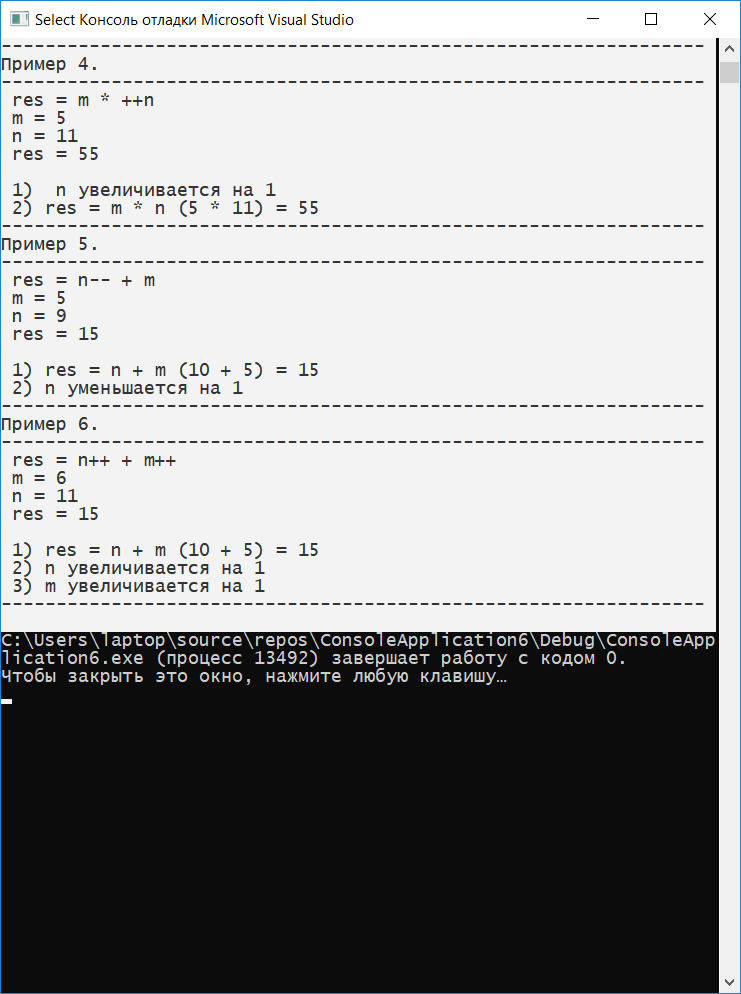 Select Консоль отладки Microsoft Visual Studio
----------------------------------------------------------------
Пример 4.
----------------------------------------------------------------
res = m * ++n
m = 5
n = 11
res = 55
1)  n увеличивается на 1
2) res = m * n (5 * 11) = 55
----------------------------------------------------------------
Пример 5.
----------------------------------------------------------------
res = n-- + m
m = 5
n = 9
res = 15
1) res = n + m (10 + 5) = 15
2) n уменьшается на 1
----------------------------------------------------------------
Пример 6.
----------------------------------------------------------------
res = n++ + m++
m = 6
n = 11
res = 15
1) res = n + m (10 + 5) = 15
2) n увеличивается на 1
3) m увеличивается на 1
----------------------------------------------------------------
C:\Users\laptop\source\repos\ConsoleApplication6\Debug\ConsoleApp
lication6.exe (процесс 13492) завершает работу с кодом 0.
Чтобы закрыть это окно, нажмите любую клавишу…